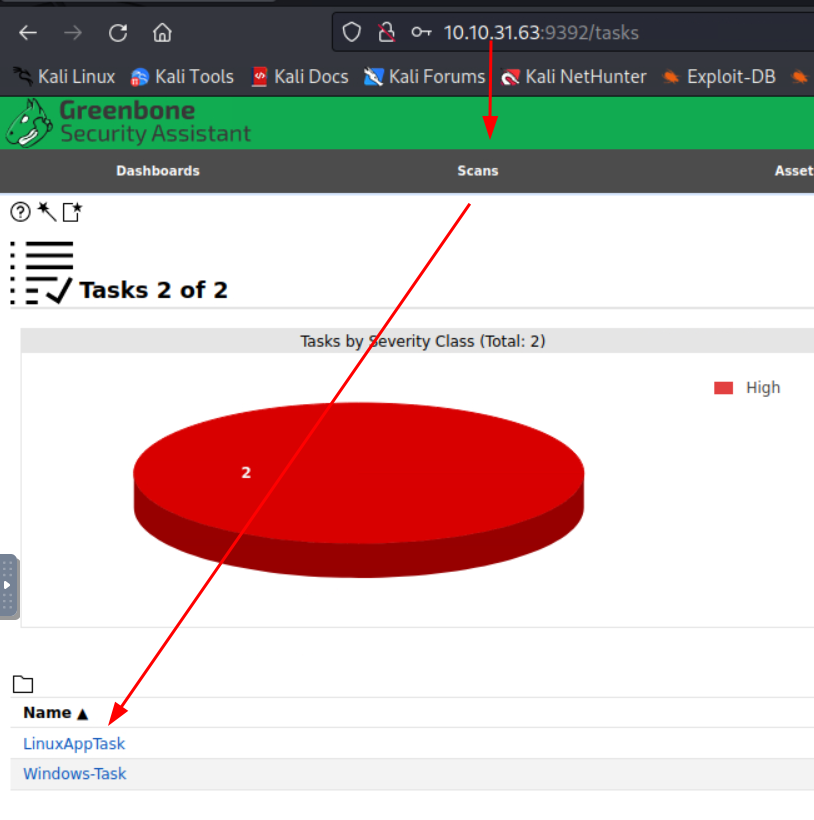 10.10.31.63:9392/tasks
Kali Linux Kali Tools Kali Docs Kali Forums Kali NetHunter Exploit-DB
Greenbone
Security Assistant
Dashboards Scans Asset
Tasks 2 of 2
Tasks by Severity Class (Total: 2)
High
2
Name ▲
LinuxAppTask
Windows-Task